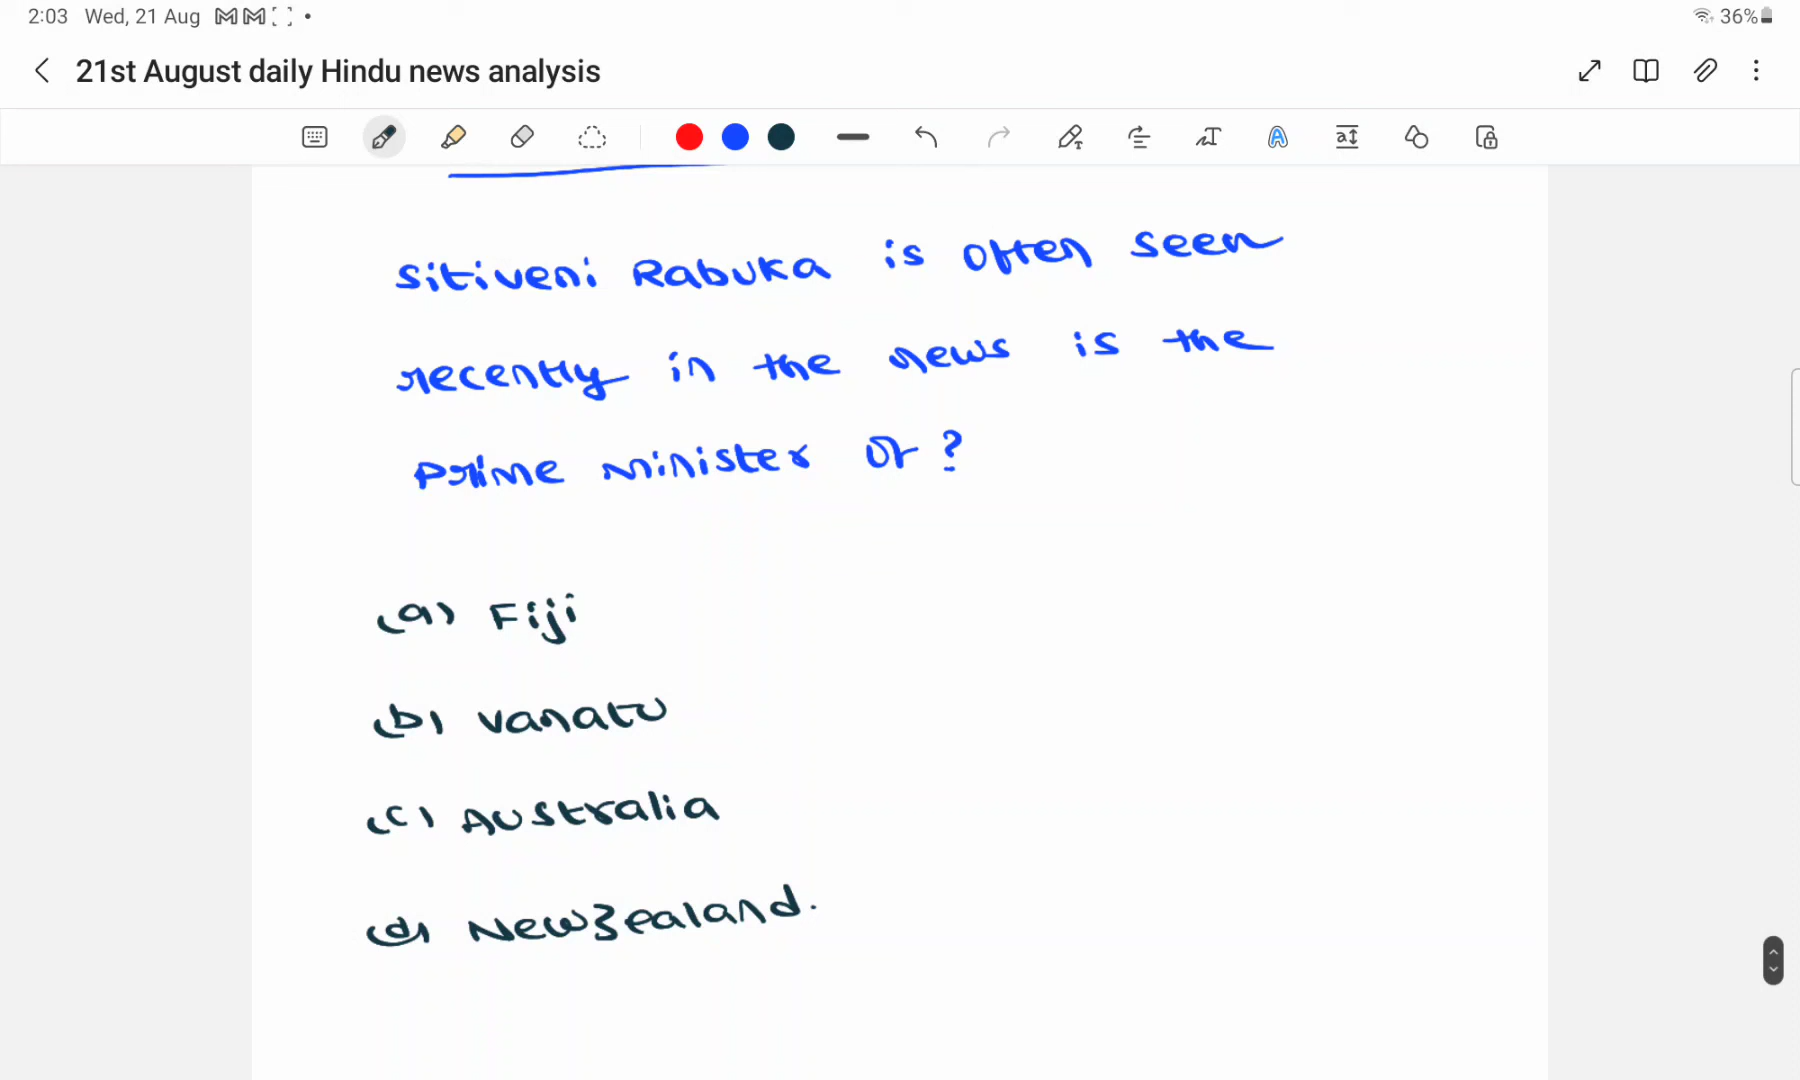 2:03 Wed, 21 Aug 36%
21st August daily Hindu news analysis
Sitiveni Rabuka is often seen
recently in the news is the
prime minister of ?
(a) Fiji
(b) vanatu
(c) Australia
(d) Newzealand.